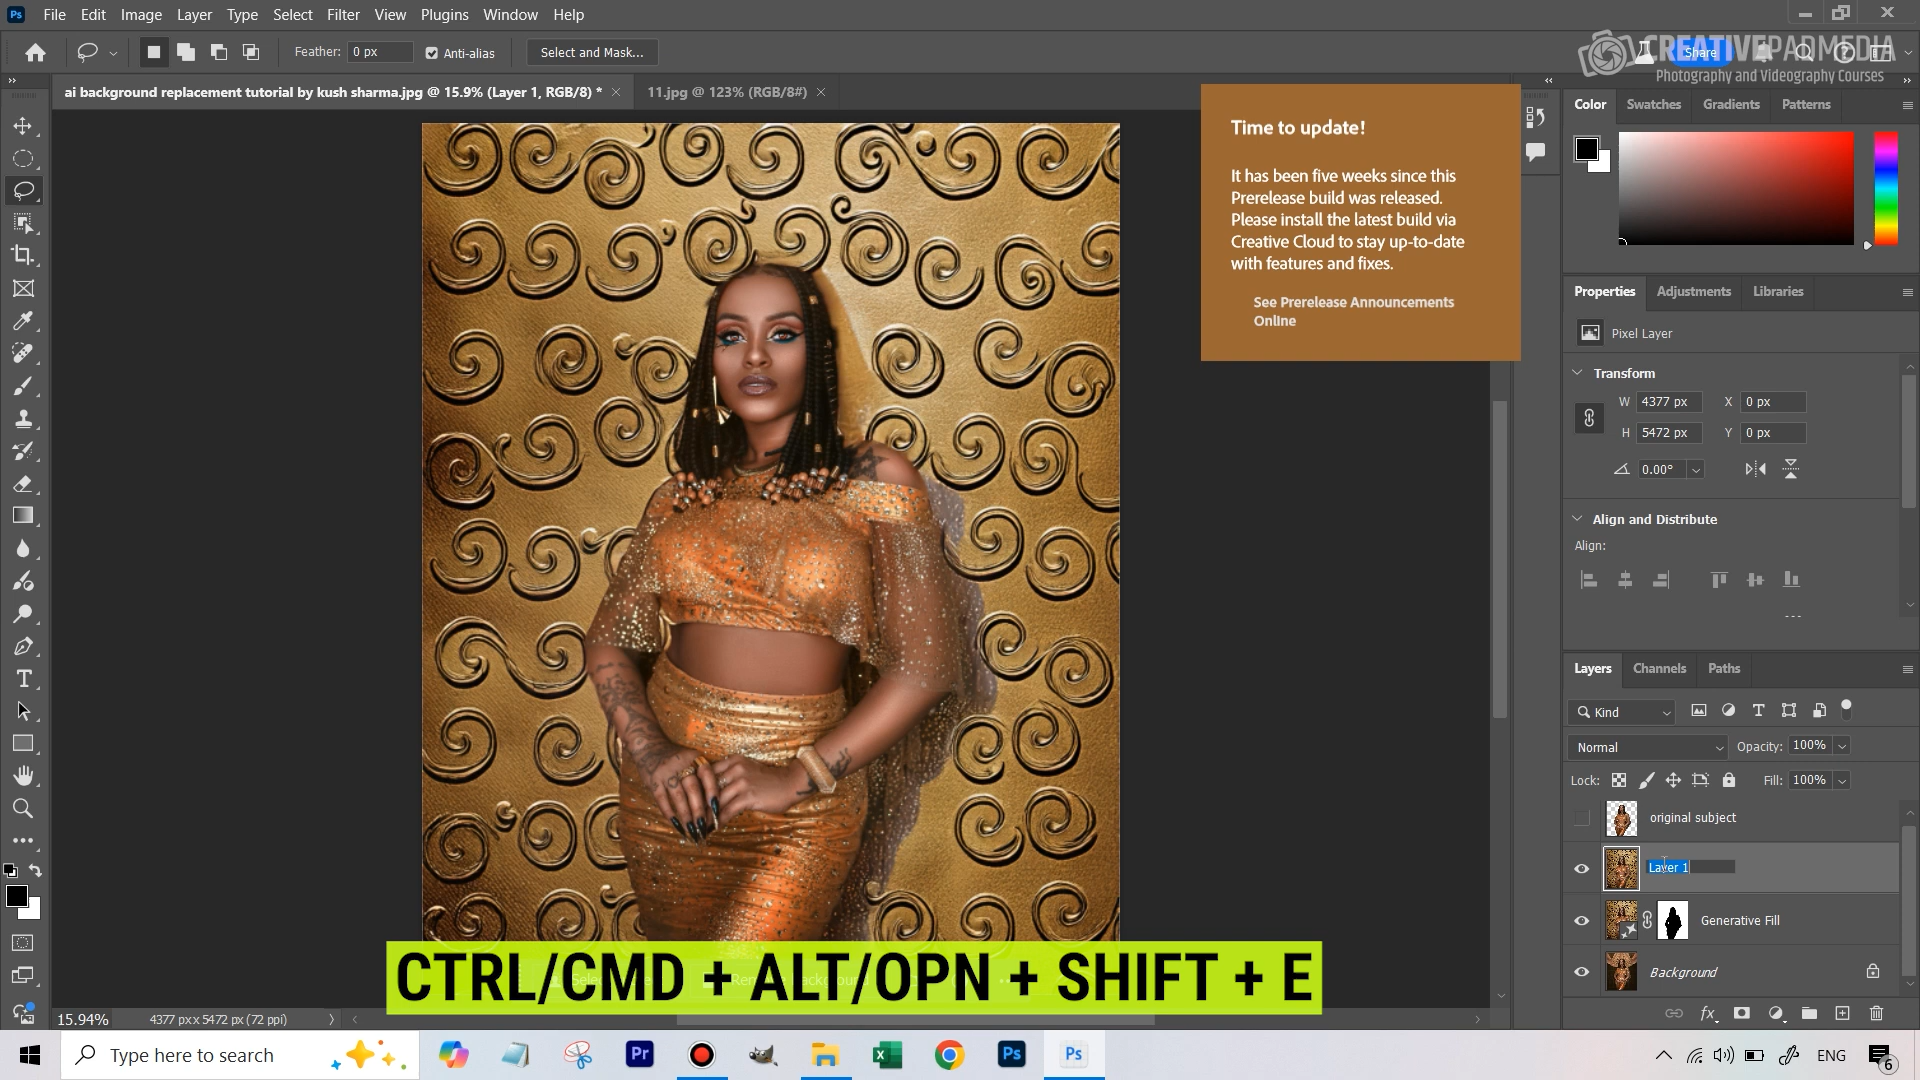 File Edit Image Layer Type Select Filter View Plugins Window Help
Feather: 0 px Anti-alias Select and Mask... Share
CREATIVEPADMEDIA
Photography and Videography Courses
ai background replacement tutorial by kush sharma.jpg @ 15.9% (Layer 1, RGB/8) * 11.jpg @ 123% (RGB/8#)
Time to update!
It has been five weeks since this
Prerelease build was released.
Please install the latest build via
Creative Cloud to stay up-to-date
with features and fixes.
See Prerelease Announcements
Online
Color Swatches Gradients Patterns
Properties Adjustments Libraries
Pixel Layer
Transform
W 4377 px X 0 px
H 5472 px Y 0 px
0.00°
Align and Distribute
Align:
Layers Channels Paths
Kind
Normal Opacity: 100%
Lock: Fill: 100%
original subject
Layer 1
Generative Fill
Background
CTRL/CMD + ALT/OPN + SHIFT + E
15.94% 4377 px x 5472 px (72 ppi)
Type here to search
ENG
6